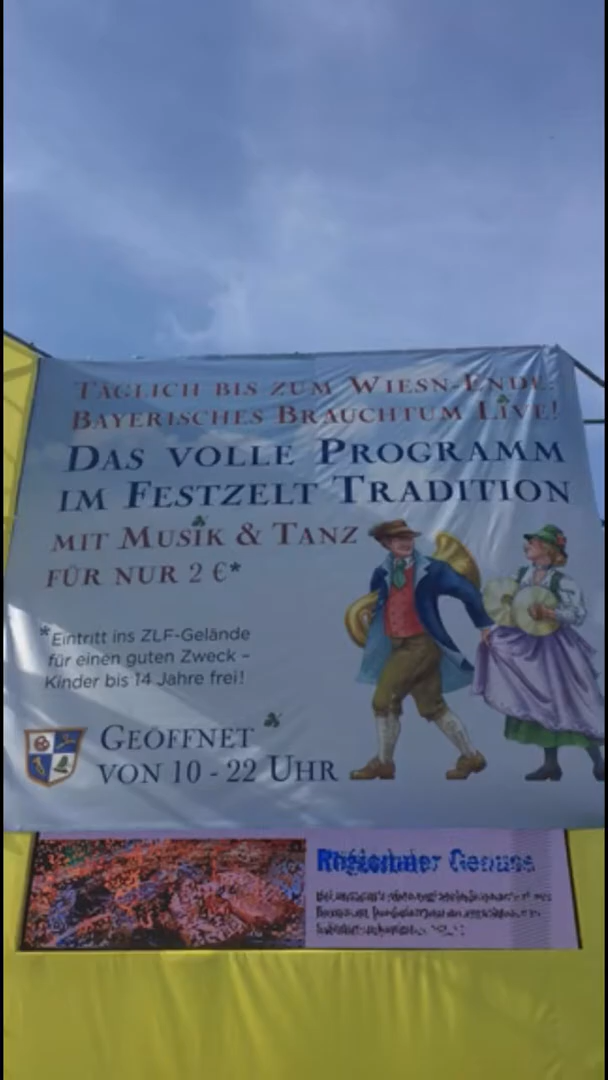 TÄGLICH BIS ZUM WIESN-ENDE:
BAYERISCHES BRAUCHTUM LIVE!
DAS VOLLE PROGRAMM
IM FESTZELT TRADITION
MIT MUSIK & TANZ
FÜR NUR 2 €*
*Eintritt ins ZLF-Gelände
für einen guten Zweck –
Kinder bis 14 Jahre frei!
GEÖFFNET
VON 10 - 22 UHR
Genuss